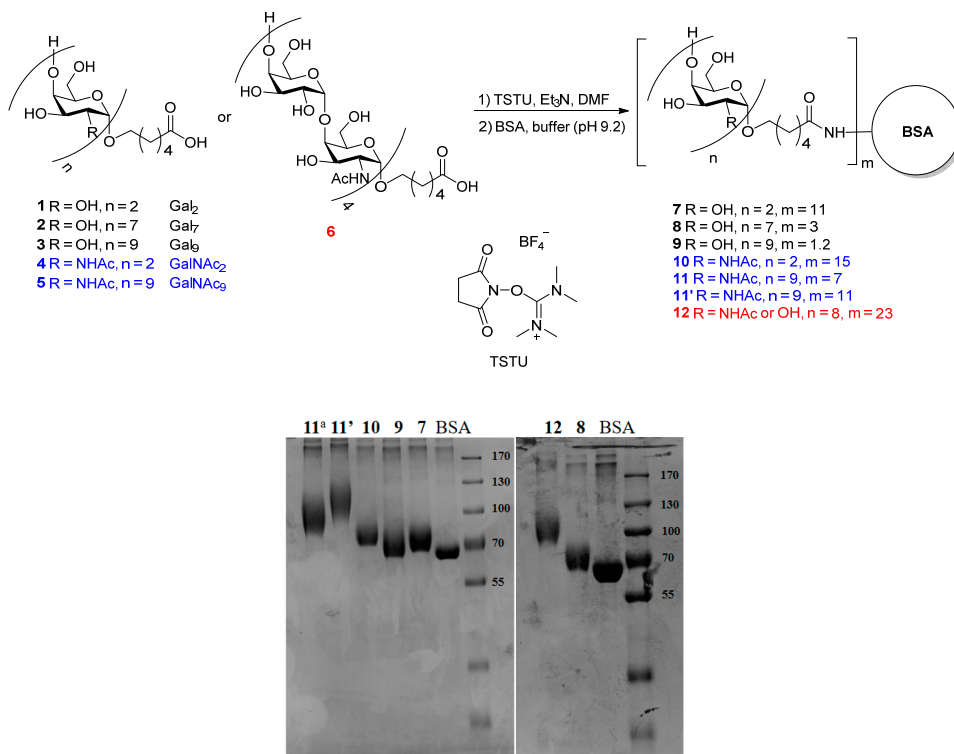 H
O
OH
O
HO
R
O
4
O
OH
n
or
H
O
OH
O
HO
OH
O
OH
O
HO
AcHN
O
4
4
O
OH
6
1) TSTU, Et₃N, DMF
2) BSA, buffer (pH 9.2)
H
O
OH
O
HO
R
O
4
O
NH
n
m
BSA
1 R = OH, n = 2 Gal₂
2 R = OH, n = 7 Gal₇
3 R = OH, n = 9 Gal₉
4 R = NHAc, n = 2 GalNAc₂
5 R = NHAc, n = 9 GalNAc₉
7 R = OH, n = 2, m = 11
8 R = OH, n = 7, m = 3
9 R = OH, n = 9, m = 1.2
10 R = NHAc, n = 2, m = 15
11 R = NHAc, n = 9, m = 7
11' R = NHAc, n = 9, m = 11
12 R = NHAc or OH, n = 8, m = 23
BF₄⁻
O
N
O
O
N
N
+
TSTU
11ᵃ 11' 10 9 7 BSA
170
130
100
70
55
12 8 BSA
170
130
100
70
55